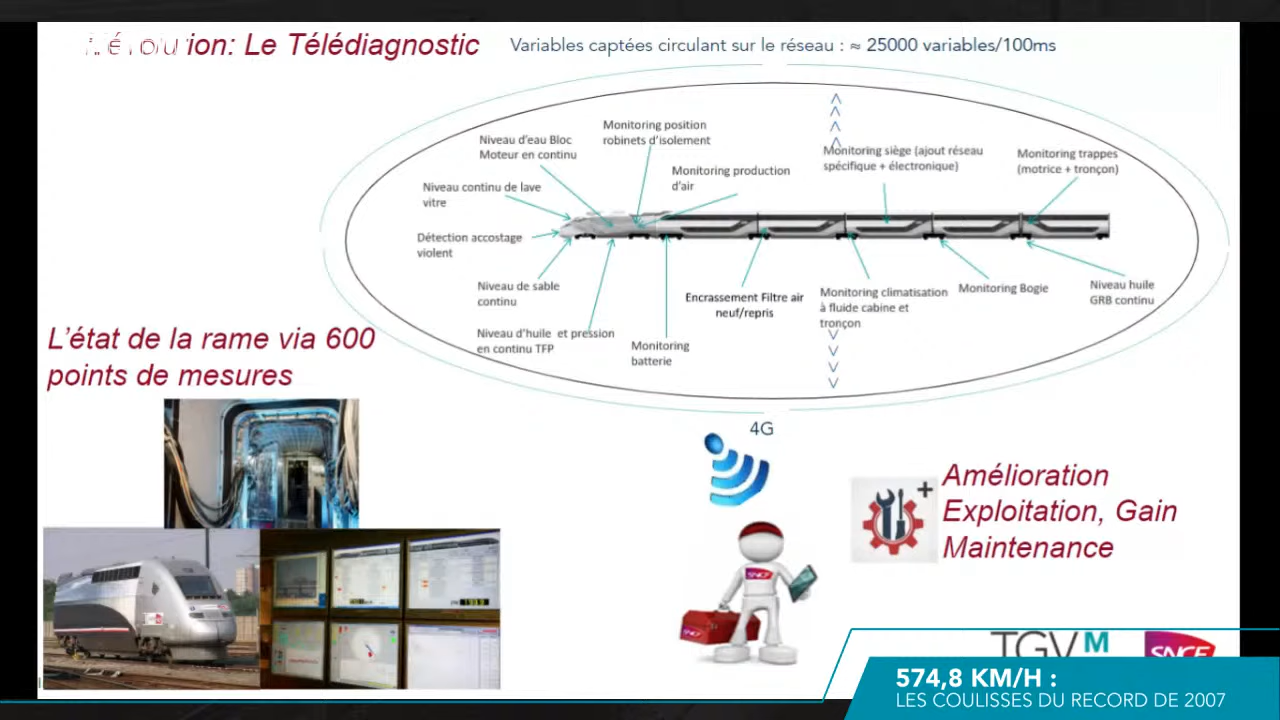 Le Télédiagnostic
Variables captées circulant sur le réseau : ≈ 25000 variables/100ms
Niveau d'eau Bloc
Moteur en continu
Monitoring position
robinets d'isolement
Monitoring production
d'air
Monitoring siège (ajout réseau
spécifique + électronique)
Monitoring trappes
(motrice + tronçon)
Niveau continu de lave
vitre
Détection accostage
violent
Niveau de sable
continu
Niveau d'huile et pression
en continu TFP
Monitoring
batterie
Encrassement Filtre air
neuf/repris
Monitoring climatisation
à fluide cabine et
tronçon
Monitoring Bogie
Niveau huile
GRB continu
L'état de la rame via 600
points de mesures
4G
SNCF
SNCF
Amélioration
Exploitation, Gain
Maintenance
TGV M
SNCF
574,8 KM/H :
LES COULISSES DU RECORD DE 2007